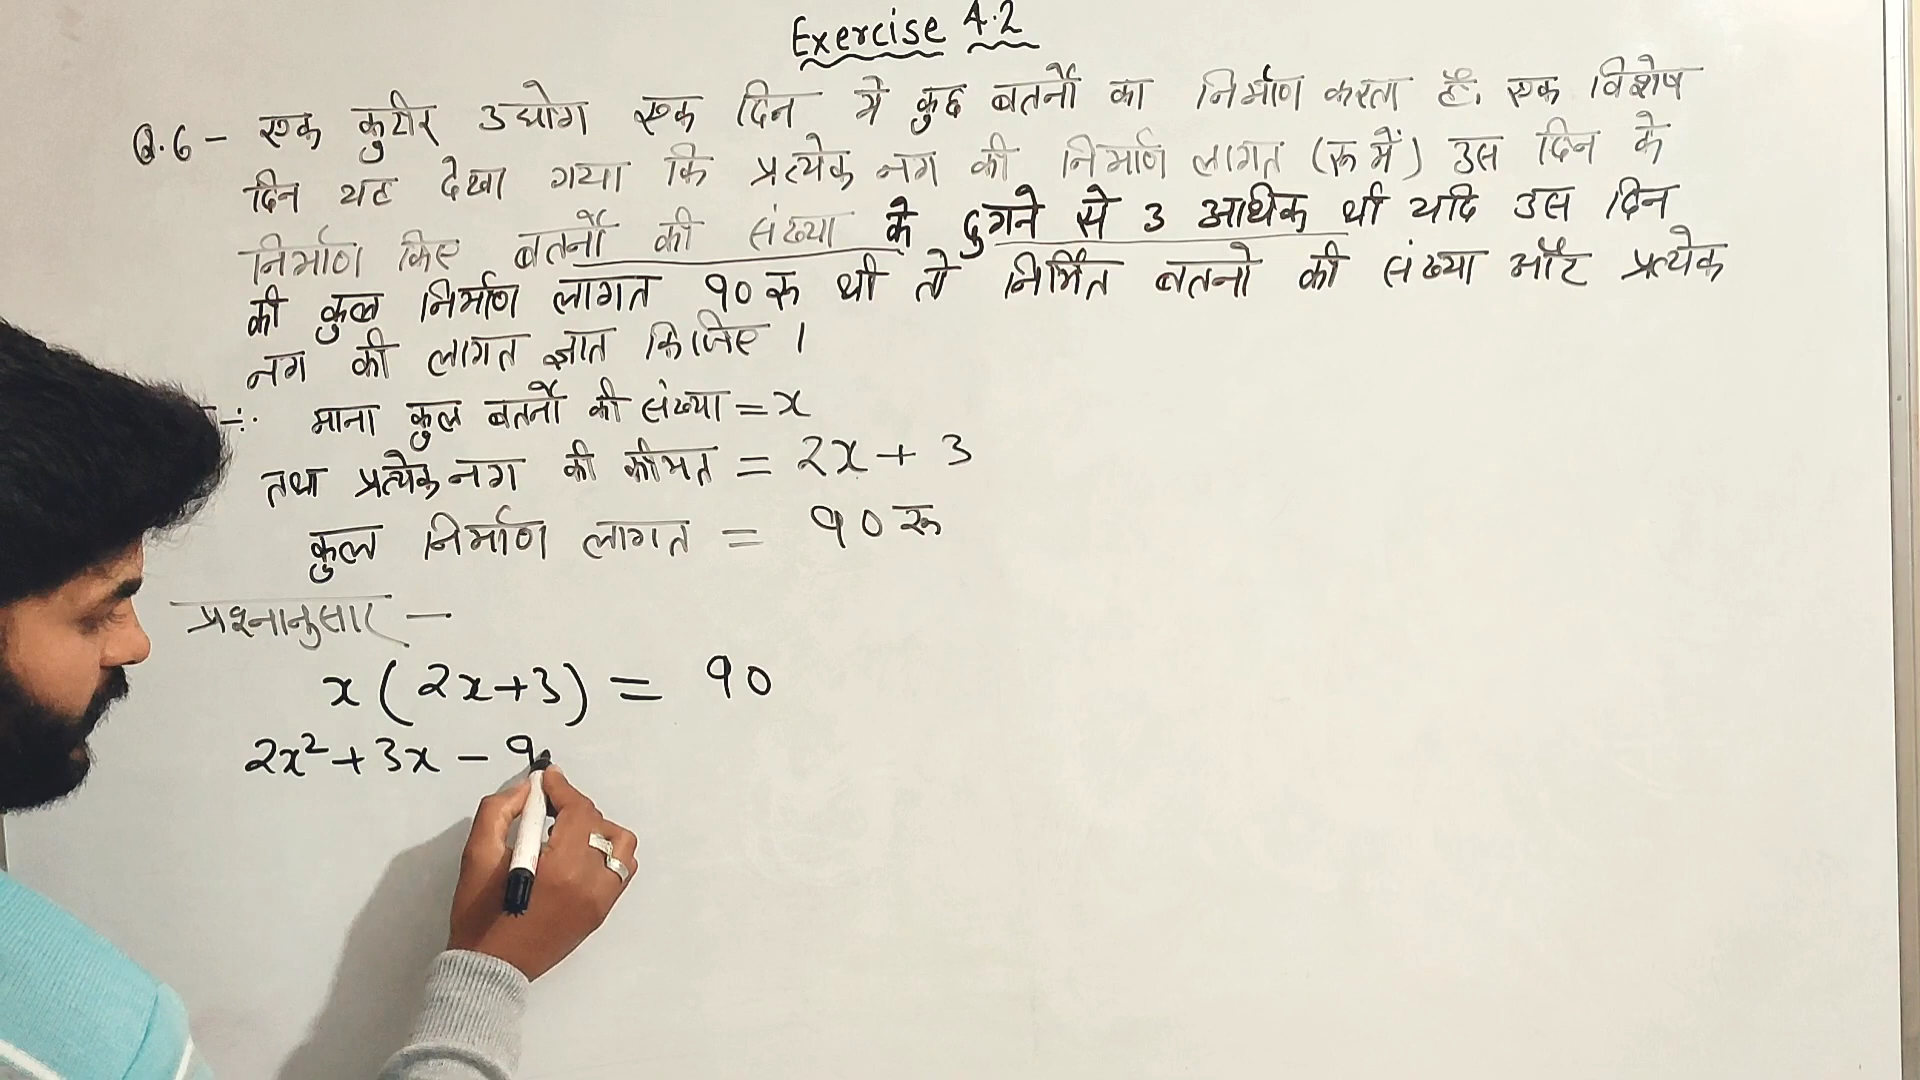 Exercise 4.2
Q.6 - एक कुटीर उद्योग एक दिन मे कुछ बर्तनों का निर्माण करता है. एक विशेष
दिन यह देखा गया कि प्रत्येक नग की निर्माण लागत (रू में) उस दिन के
निर्माण किए बर्तनों की संख्या के दुगने से 3 अधिक थी यदि उस दिन
की कुल निर्माण लागत 90 रू थी तो निर्मित बतनो की संख्या और प्रत्येक
नग की लागत ज्ञात किजिए ।
-:. माना कुल बर्तनों की संख्या = x
तथा प्रत्येक नग की कीमत = 2x + 3
कुल निर्माण लागत = 90 रू
प्रश्नानुसार -
x (2x+3) = 90
2x² + 3x - 9